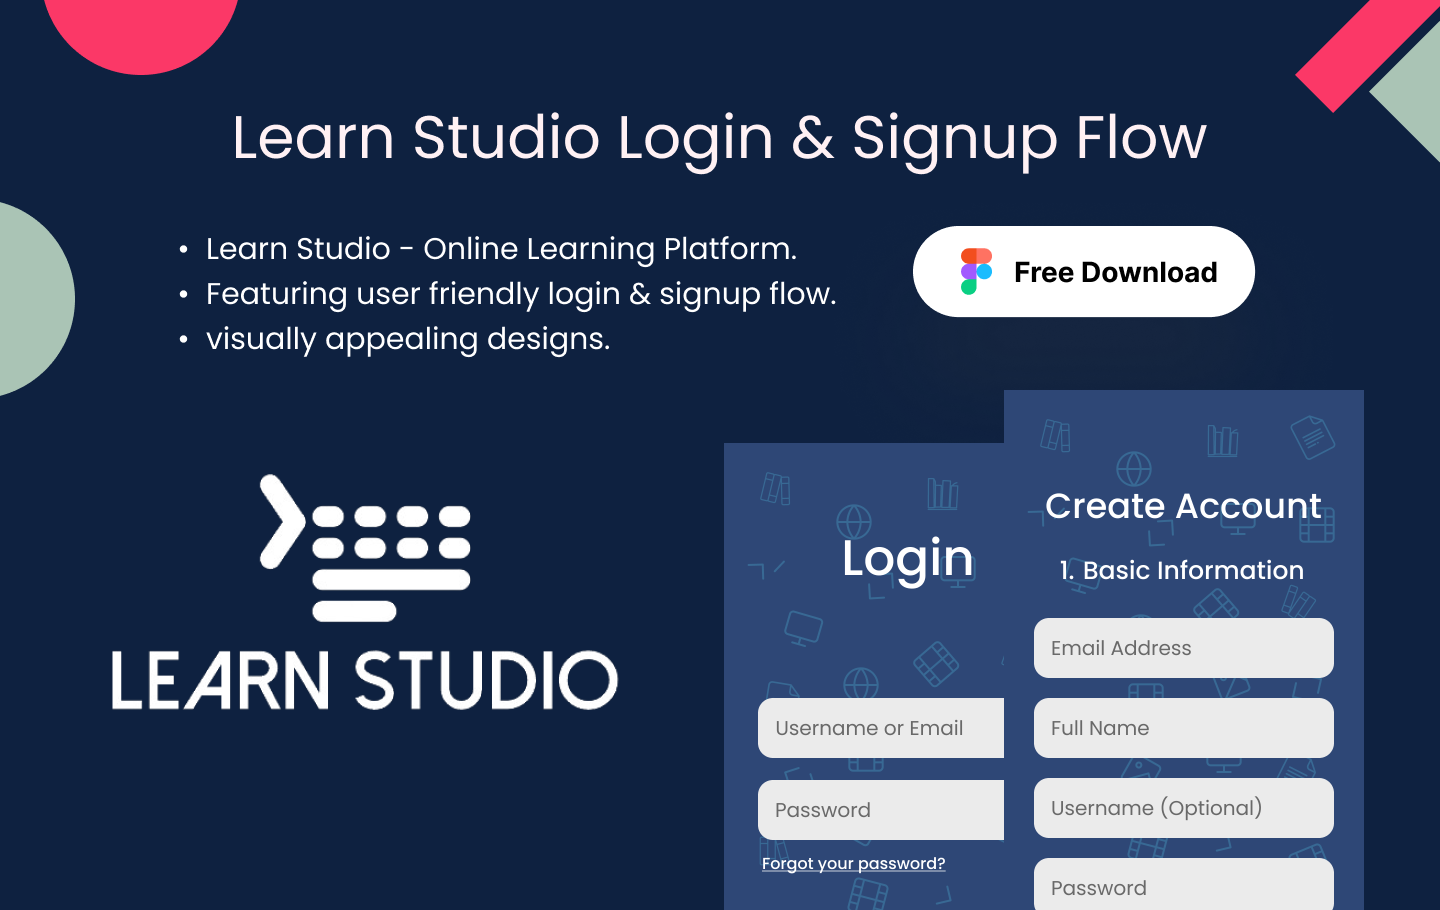 Learn Studio Login & Signup Flow
• Learn Studio - Online Learning Platform.
• Featuring user friendly login & signup flow.
• visually appealing designs.
Free Download
LEARN STUDIO
Login
Username or Email
Password
Forgot your password?
Create Account
1. Basic Information
Email Address
Full Name
Username (Optional)
Password